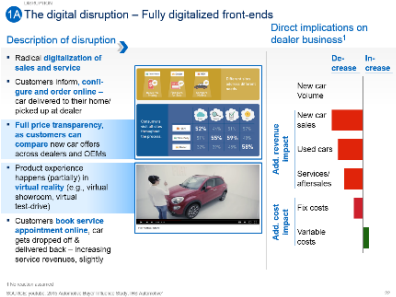 1A The digital disruption – Fully digitalized front-ends
Description of disruption
• Radical digitalization of
sales and service
• Customers inform, confi-
gure and order online –
car delivered to their home/
picked up at dealer
• Full price transparency,
as customers can
compare new car offers
across dealers and OEMs
• Product experience
happens (partially) in
virtual reality (e.g., virtual
showroom, virtual
test-drive)
• Customers book service
appointment online, car
gets dropped off &
delivered back – increasing
service revenues, slightly
Direct implications on
dealer business1
De-
crease
In-
crease
Add. revenue
impact
New car
Volume
New car
sales
Used cars
Services/
aftersales
Add. cost
impact
Fix costs
Variable
costs